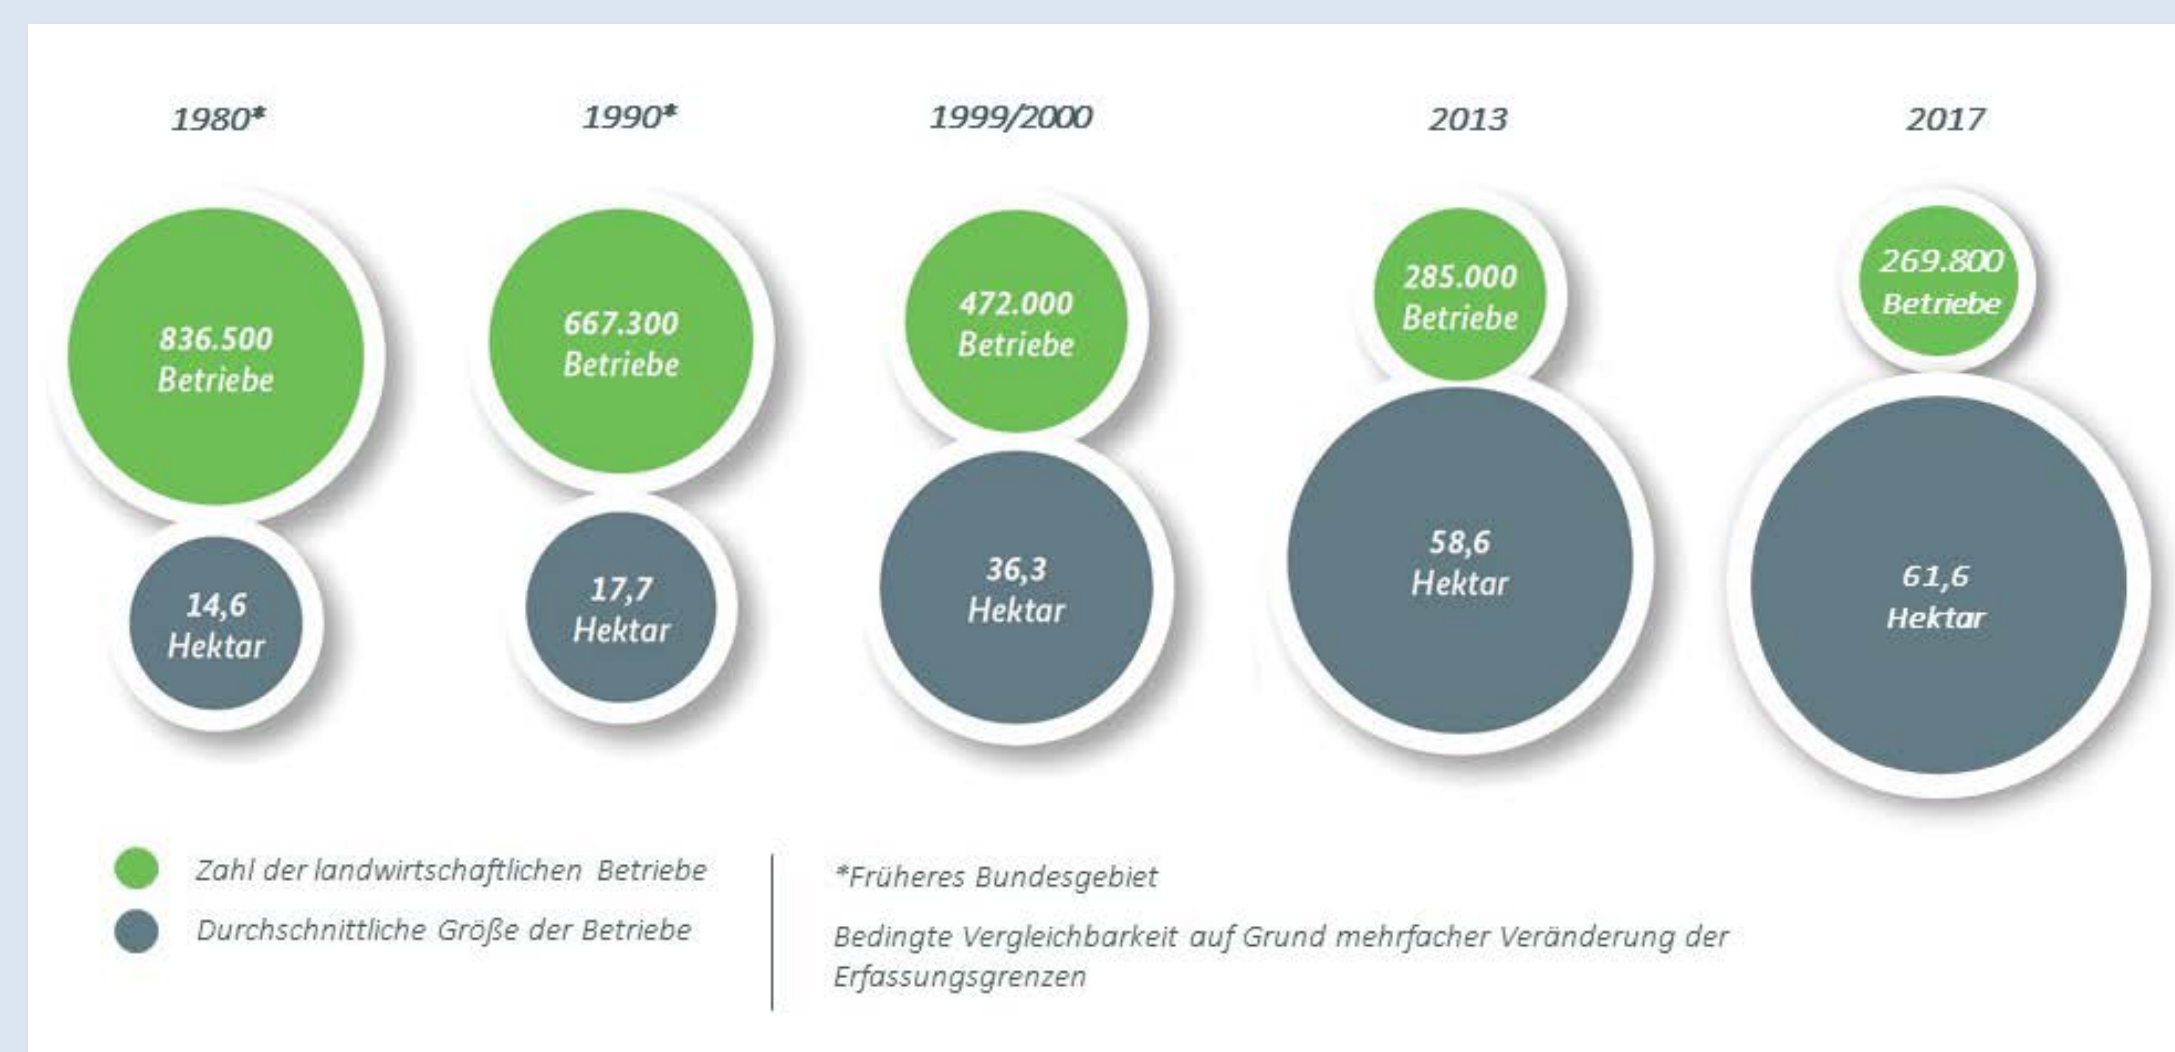 1980*
1990*
1999/2000
2013
2017
836.500
Betriebe
667.300
Betriebe
472.000
Betriebe
285.000
Betriebe
269.800
Betriebe
14,6
Hektar
17,7
Hektar
36,3
Hektar
58,6
Hektar
61,6
Hektar
Zahl der landwirtschaftlichen Betriebe
Durchschnittliche Größe der Betriebe
*Früheres Bundesgebiet
Bedingte Vergleichbarkeit auf Grund mehrfacher Veränderung der
Erfassungsgrenzen